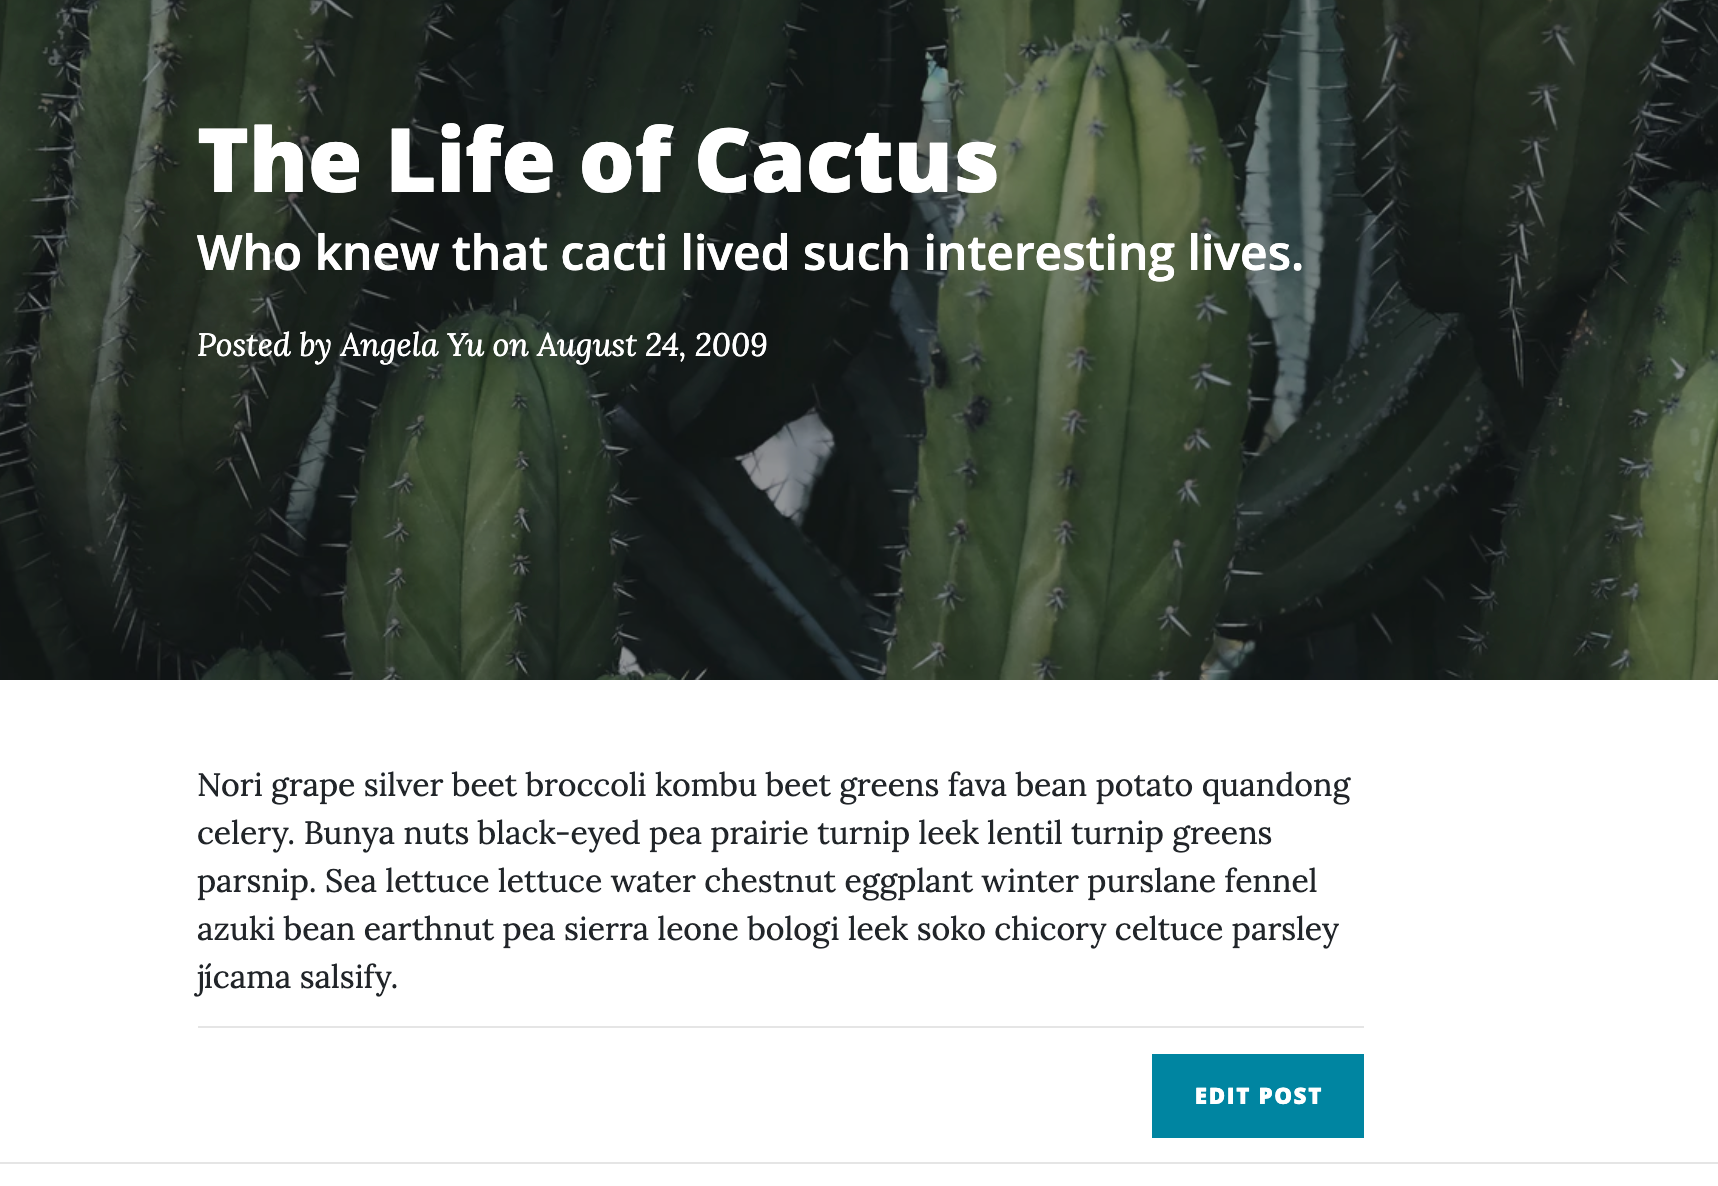 The Life of Cactus
Who knew that cacti lived such interesting lives.
Posted by Angela Yu on August 24, 2009
Nori grape silver beet broccoli kombu beet greens fava bean potato quandong
celery. Bunya nuts black-eyed pea prairie turnip leek lentil turnip greens
parsnip. Sea lettuce lettuce water chestnut eggplant winter purslane fennel
azuki bean earthnut pea sierra leone bologi leek soko chicory celtuce parsley
jícama salsify.
EDIT POST